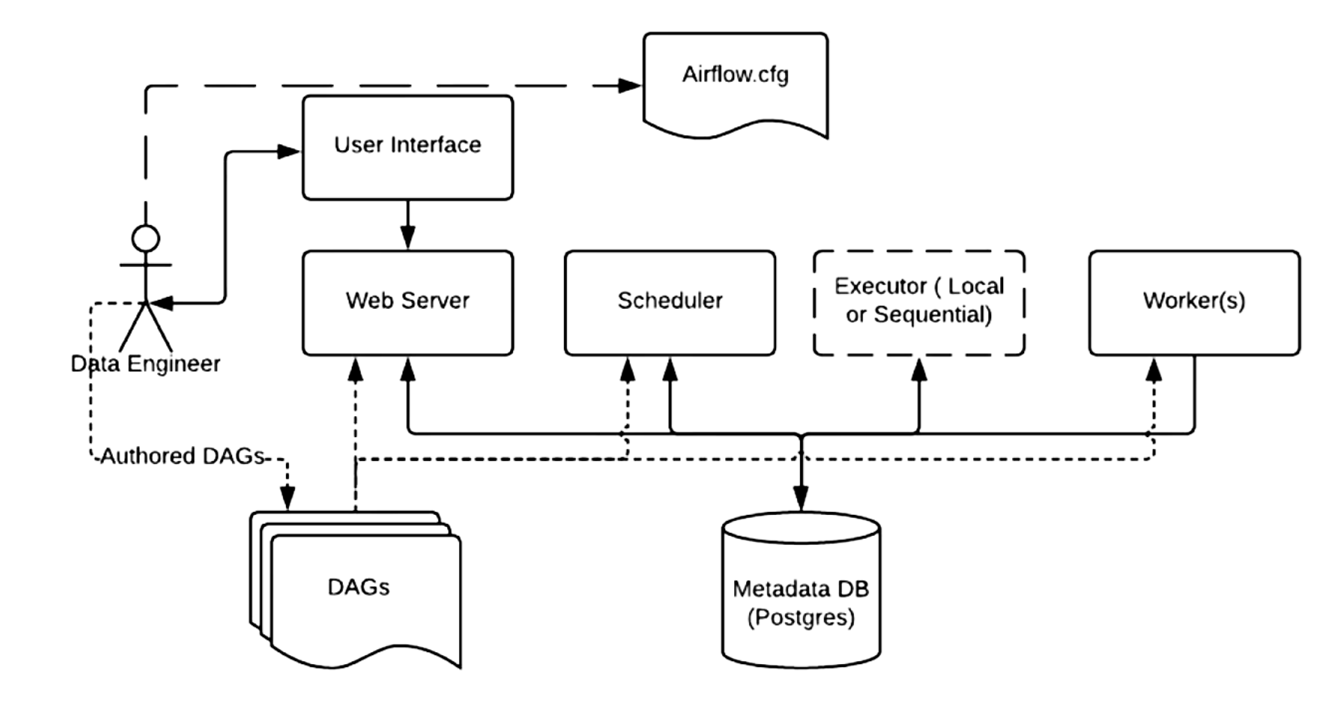 Airflow.cfg
User Interface
Web Server
Scheduler
Executor ( Local
or Sequential)
Worker(s)
Data Engineer
Authored DAGs
DAGs
Metadata DB
(Postgres)